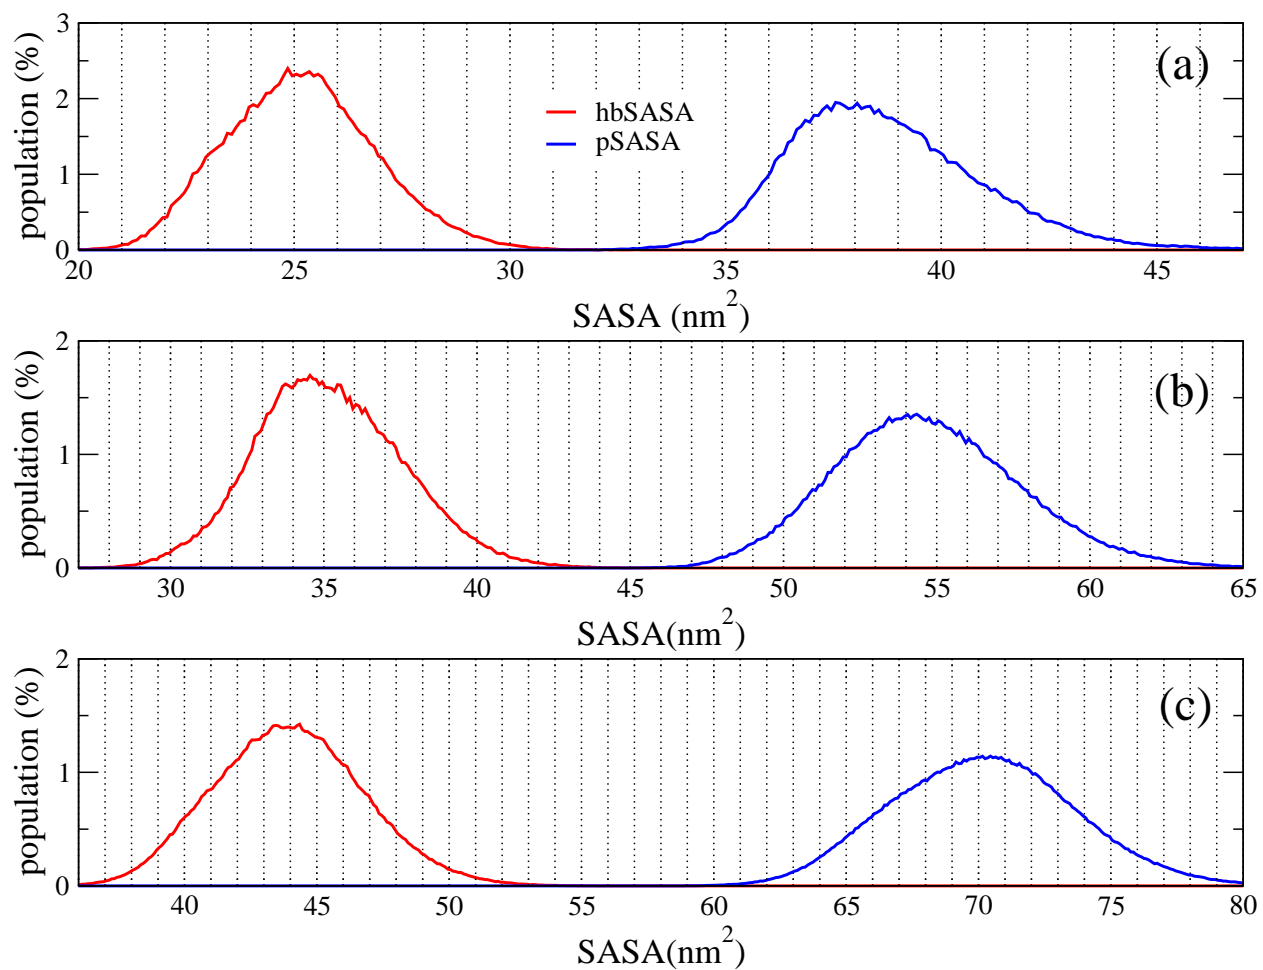 3
2
1
0
population (%)
(a)
hbSASA
pSASA
20 25 30 35 40 45
SASA (nm²)
2
1
0
population (%)
(b)
30 35 40 45 50 55 60 65
SASA(nm²)
2
1
0
population (%)
(c)
40 45 50 55 60 65 70 75 80
SASA(nm²)